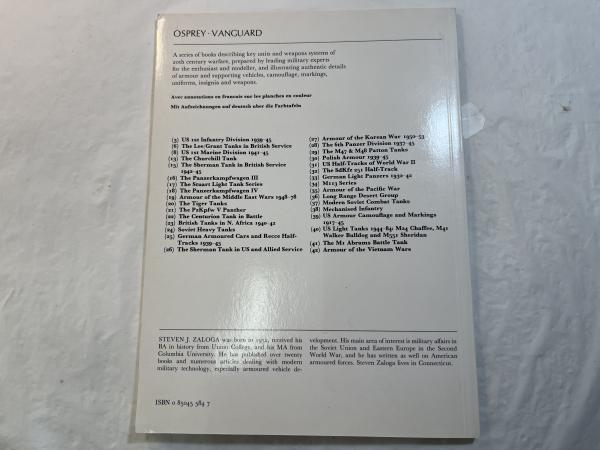 OSPREY · VANGUARD
A series of books describing key units and weapons systems of
20th century warfare, prepared by leading military experts
for the enthusiast and modeller, and illustrating authentic details
of armour and supporting vehicles, camouflage, markings,
uniforms, insignia and weapons.
Avec annotations en francais sur les planches en couleur
Mit Aufzeichnungen auf deutsch uber die Farbtafeln
(3) US 1st Infantry Division 1939-45
(6) The Lee/Grant Tanks in British Service
(8) US 1st Marine Division 1941-45
(13) The Churchill Tank
(15) The Sherman Tank in British Service
1942-45
(16) The Panzerkampfwagen III
(17) The Stuart Light Tank Series
(18) The Panzerkampfwagen IV
(19) Armour of the Middle East Wars 1948-78
(20) The Tiger Tanks
(21) The PzKpfw V Panther
(22) The Centurion Tank in Battle
(23) British Tanks in N. Africa 1940-42
(24) Soviet Heavy Tanks
(25) German Armoured Cars and Recce Half-
Tracks 1939-45
(26) The Sherman Tank in US and Allied Service
(27) Armour of the Korean War 1950-53
(28) The 6th Panzer Division 1937-45
(29) The M47 & M48 Patton Tanks
(30) Polish Armour 1939-45
(31) US Half-Tracks of World War II
(32) The SdKfz 251 Half-Track
(33) German Light Panzers 1932-42
(34) M113 Series
(35) Armour of the Pacific War
(36) Long Range Desert Group
(37) Modern Soviet Combat Tanks
(38) Mechanised Infantry
(39) US Armour Camouflage and Markings
1917-45
(40) US Light Tanks 1944-84: M24 Chaffee, M41
Walker Bulldog and M551 Sheridan
(41) The M1 Abrams Battle Tank
(42) Armour of the Vietnam Wars
STEVEN J. ZALOGA was born in 1952, received his
BA in history from Union College, and his MA from
Columbia University. He has published over twenty
books and numerous articles dealing with modern
military technology, especially armoured vehicle de-
velopment. His main area of interest is military affairs in
the Soviet Union and Eastern Europe in the Second
World War, and he has written as well on American
armoured forces. Steven Zaloga lives in Connecticut.
ISBN 0 85045 584 7